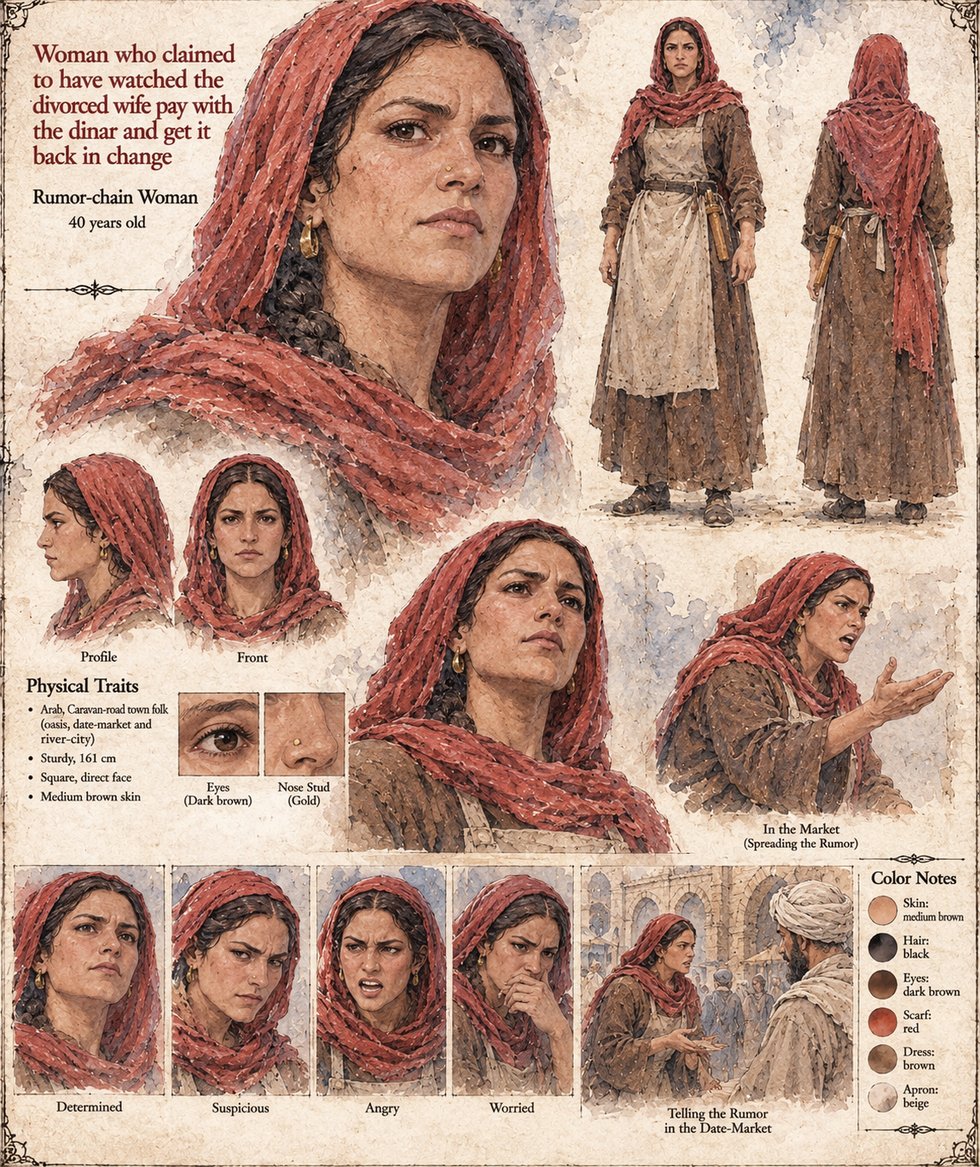 Woman who claimed
to have watched the
divorced wife pay with
the dinar and get it
back in change
Rumor-chain Woman
40 years old
Profile
Front
Physical Traits
• Arab, Caravan-road town folk
(oasis, date-market and
river-city)
• Sturdy, 161 cm
• Square, direct face
• Medium brown skin
Eyes
(Dark brown)
Nose Stud
(Gold)
In the Market
(Spreading the Rumor)
Determined
Suspicious
Angry
Worried
Telling the Rumor
in the Date-Market
Color Notes
Skin:
medium brown
Hair:
black
Eyes:
dark brown
Scarf:
red
Dress:
brown
Apron:
beige